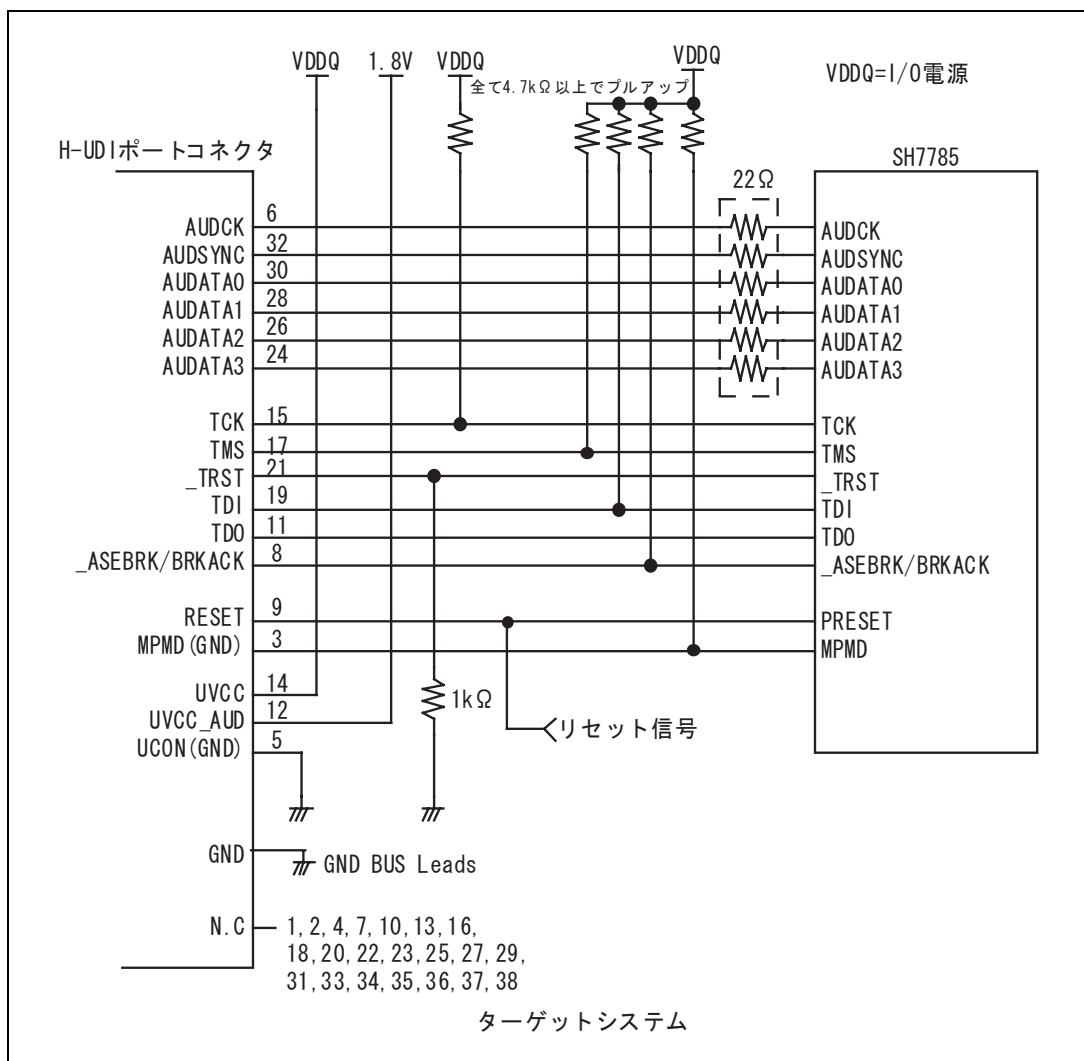 VDDQ 1.8V VDDQ VDDQ
VDDQ=I/O電源
全て4.7kΩ以上でプルアップ
H-UDIポートコネクタ
SH7785
22Ω
AUDCK 6 AUDCK
AUDSYNC 32 AUDSYNC
AUDATA0 30 AUDATA0
AUDATA1 28 AUDATA1
AUDATA2 26 AUDATA2
AUDATA3 24 AUDATA3
TCK 15 TCK
TMS 17 TMS
_TRST 21 _TRST
TDI 19 TDI
TDO 11 TDO
_ASEBRK/BRKACK 8 _ASEBRK/BRKACK
RESET 9 PRESET
MPMD(GND) 3 MPMD
UVCC 14
1kΩ
UVCC_AUD 12
リセット信号
UCON(GND) 5
GND GND BUS Leads
N.C 1,2,4,7,10,13,16,
18,20,22,23,25,27,29,
31,33,34,35,36,37,38
ターゲットシステム